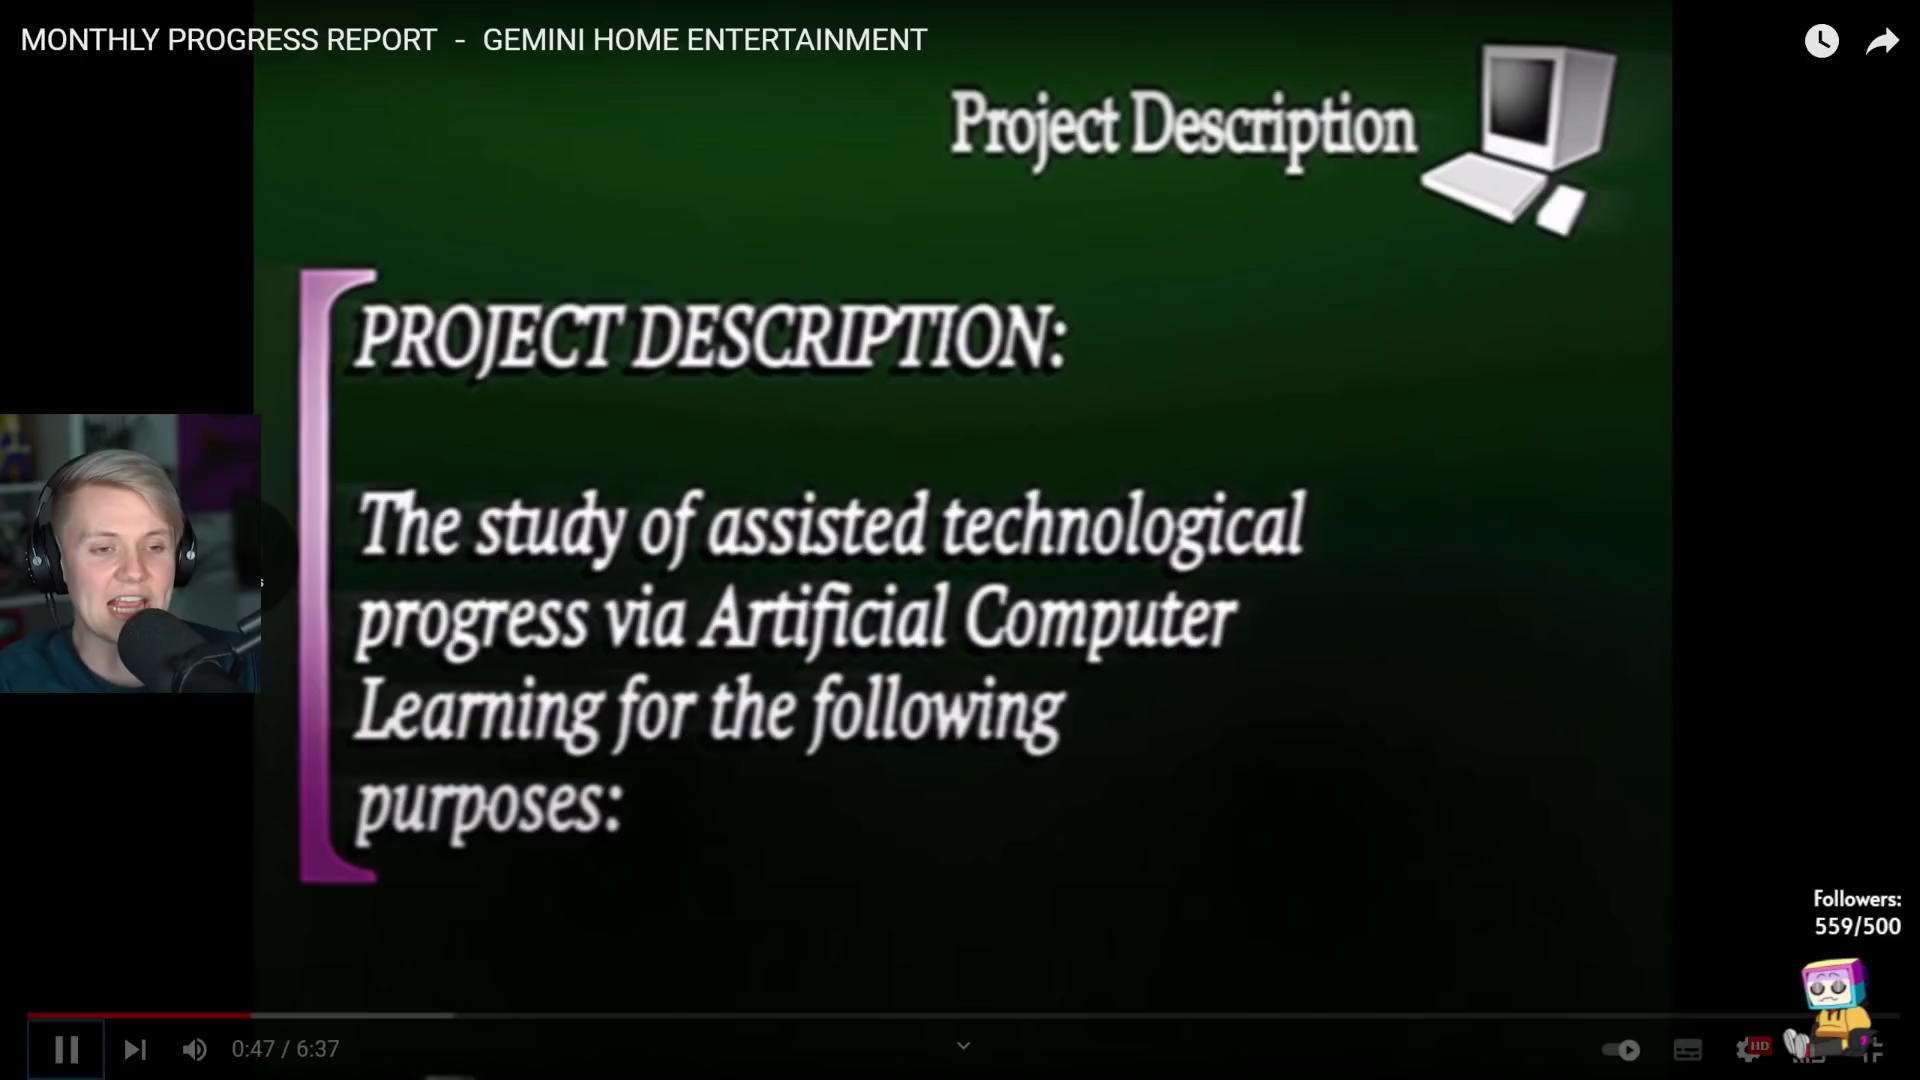 MONTHLY PROGRESS REPORT - GEMINI HOME ENTERTAINMENT
Project Description
PROJECT DESCRIPTION:
The study of assisted technological
progress via Artificial Computer
Learning for the following
purposes:
Followers:
559/500
0:47 / 6:37
HD